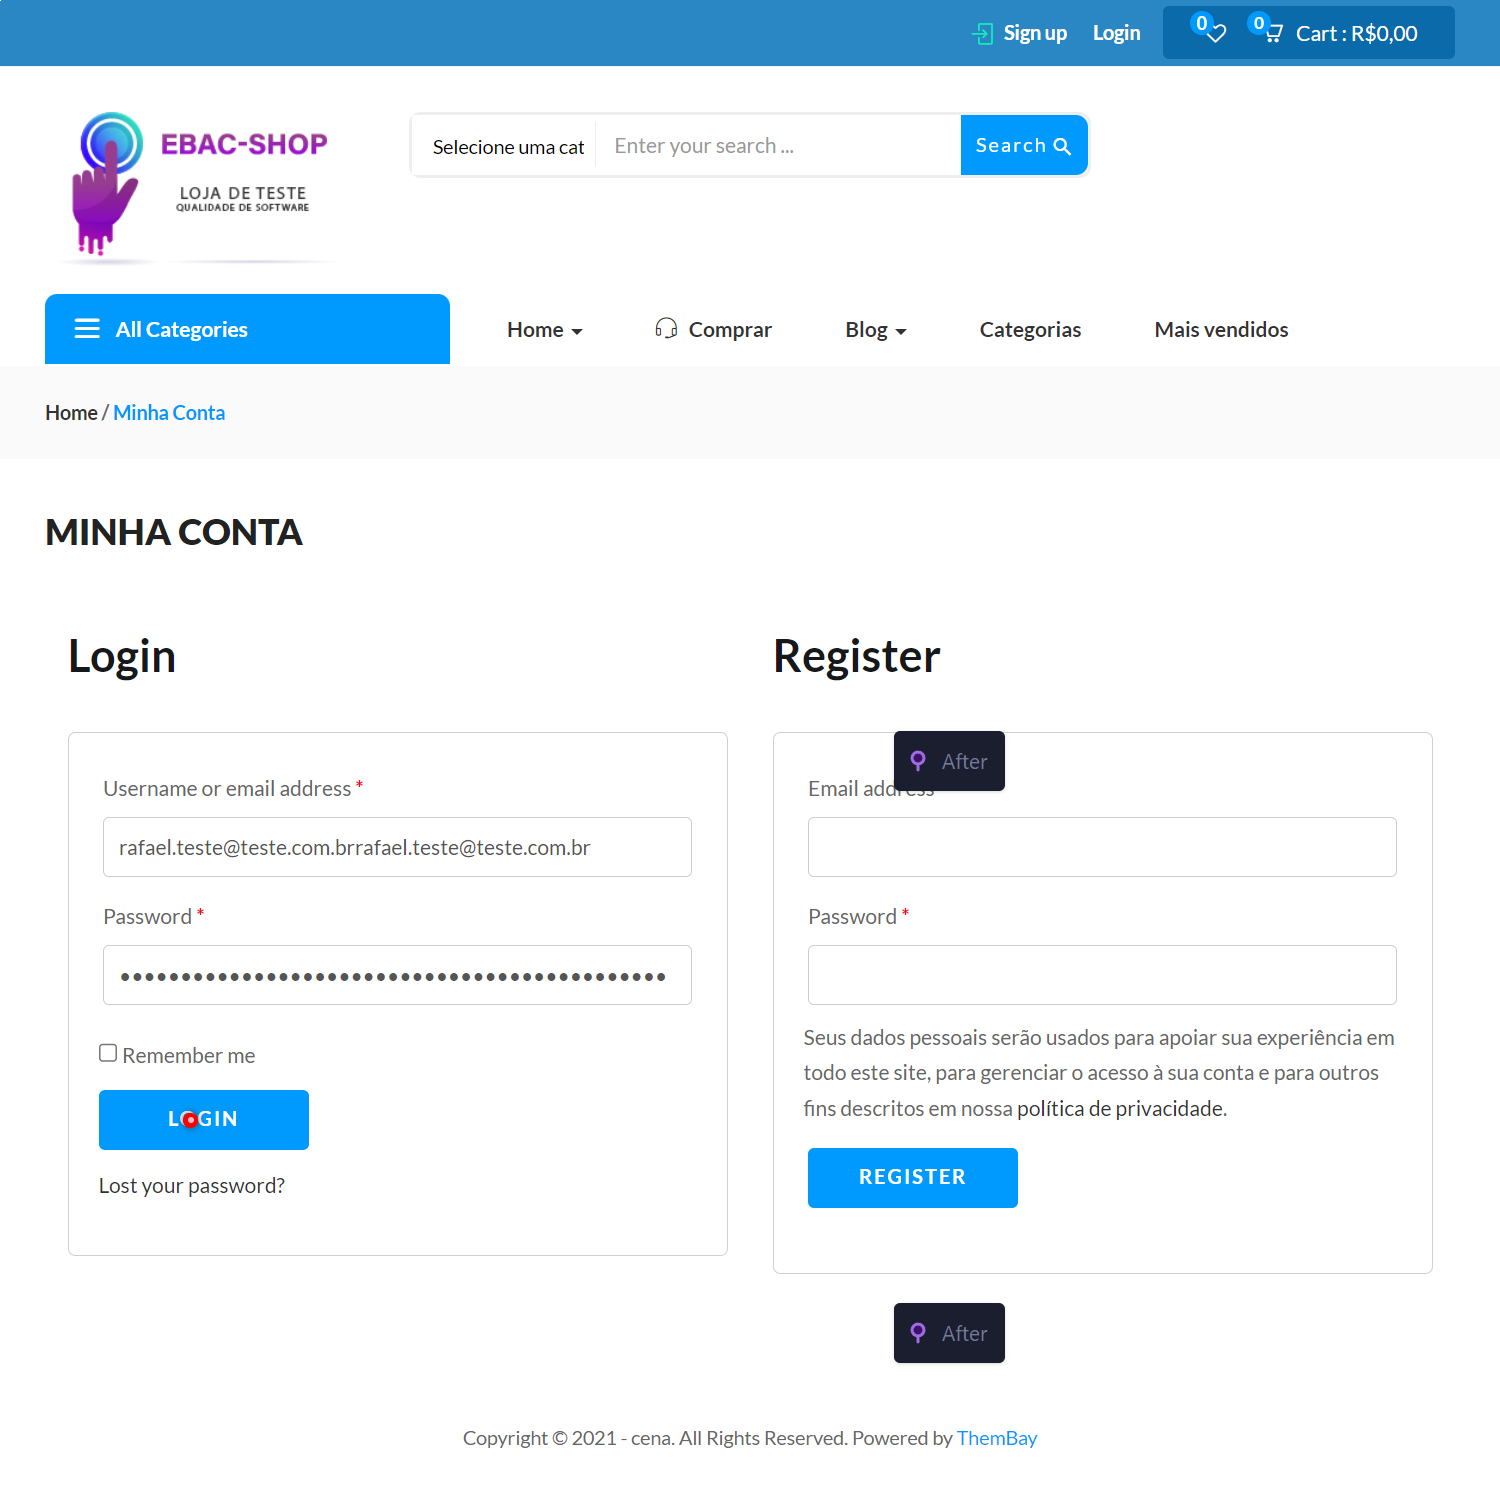 Sign up Login 0 0 Cart : R$0,00
EBAC-SHOP
LOJA DE TESTE
QUALIDADE DE SOFTWARE
Selecione uma cat Enter your search ... Search
All Categories Home Comprar Blog Categorias Mais vendidos
Home / Minha Conta
MINHA CONTA
Login
Username or email address *
rafael.teste@teste.com.brrafael.teste@teste.com.br
Password *
Remember me
LOGIN
Lost your password?
Register
After
Email address
Password *
Seus dados pessoais serão usados para apoiar sua experiência em
todo este site, para gerenciar o acesso à sua conta e para outros
fins descritos em nossa política de privacidade.
REGISTER
After
Copyright © 2021 - cena. All Rights Reserved. Powered by ThemBay